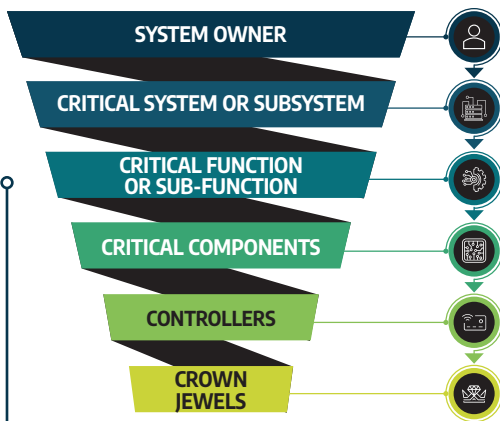 SYSTEM OWNER
CRITICAL SYSTEM OR SUBSYSTEM
CRITICAL FUNCTION
OR SUB-FUNCTION
CRITICAL COMPONENTS
CONTROLLERS
CROWN
JEWELS